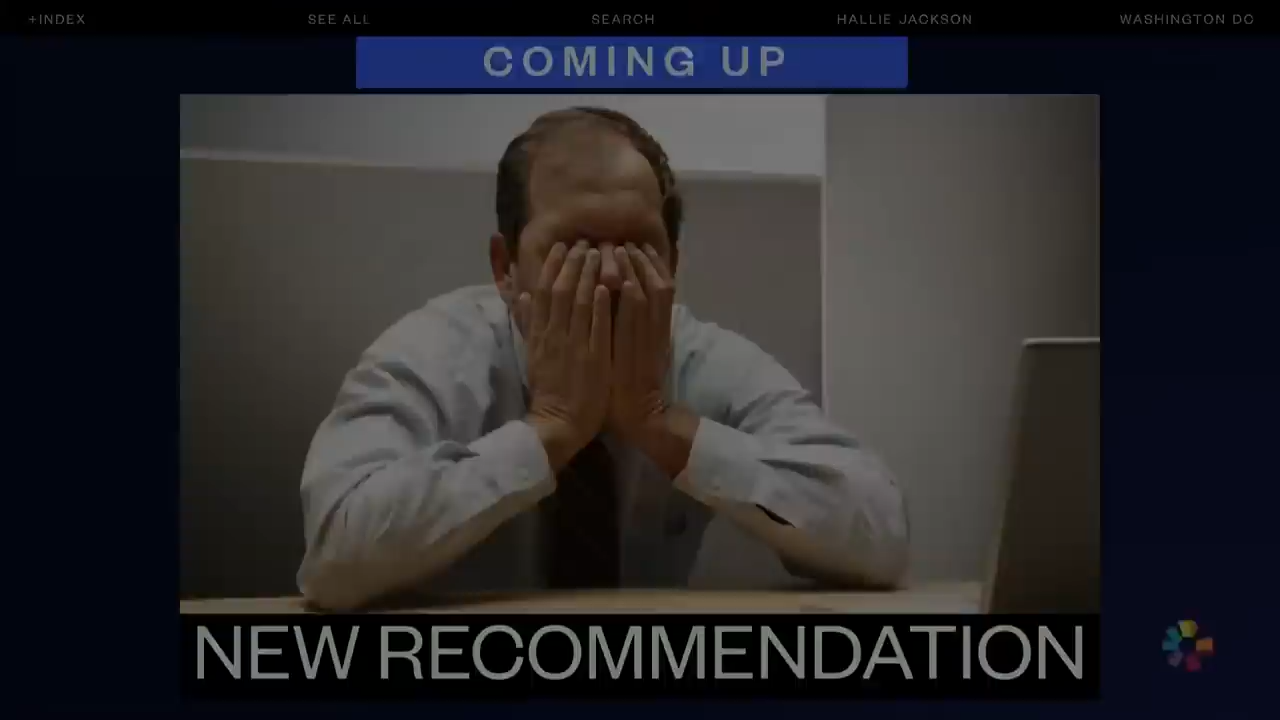 +INDEX SEE ALL SEARCH HALLIE JACKSON WASHINGTON DC
COMING UP
NEW RECOMMENDATION